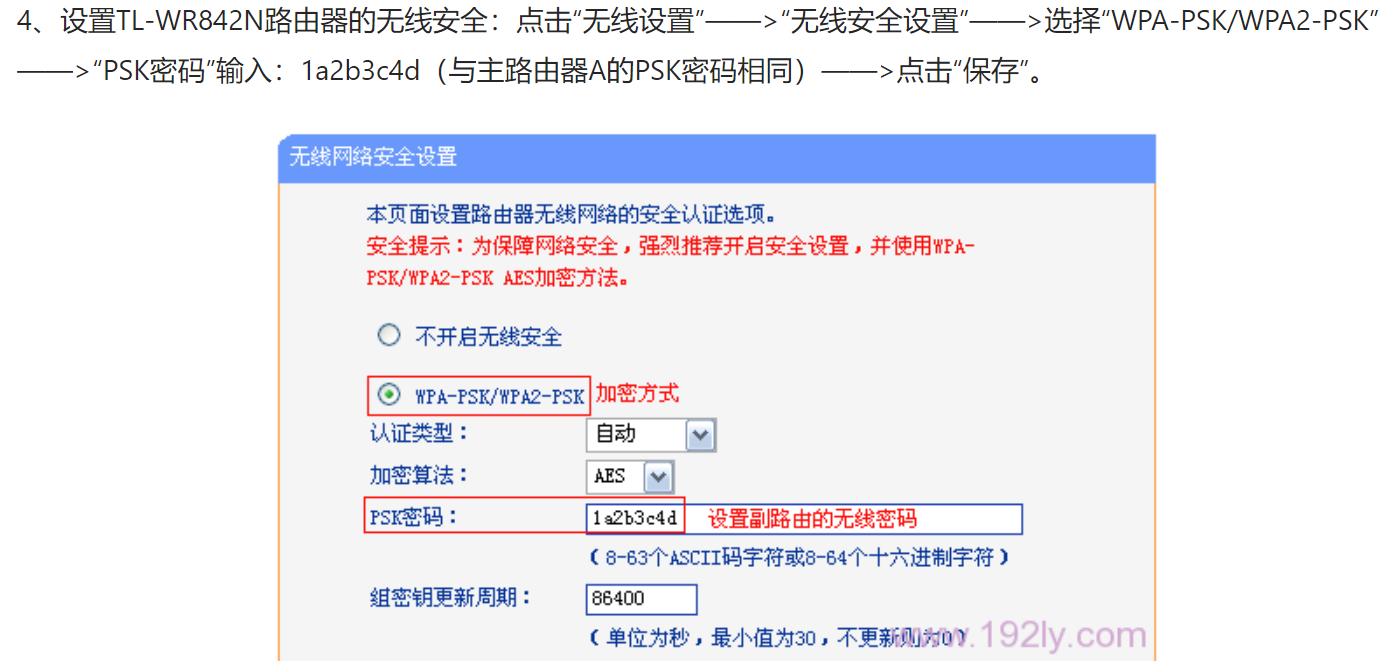 4、设置TL-WR842N路由器的无线安全：点击“无线设置”——>“无线安全设置”——>选择“WPA-PSK/WPA2-PSK”
——>“PSK密码”输入：1a2b3c4d（与主路由器A的PSK密码相同）——>点击“保存”。
无线网络安全设置
本页面设置路由器无线网络的安全认证选项。
安全提示：为保障网络安全，强烈推荐开启安全设置，并使用WPA-
PSK/WPA2-PSK AES加密方法。
不开启无线安全
WPA-PSK/WPA2-PSK 加密方式
认证类型： 自动
加密算法： AES
PSK密码： 1a2b3c4d 设置副路由的无线密码
（8-63个ASCII码字符或8-64个十六进制字符）
组密钥更新周期： 86400
（单位为秒，最小值为30，不更新则为0）
www.192ly.com